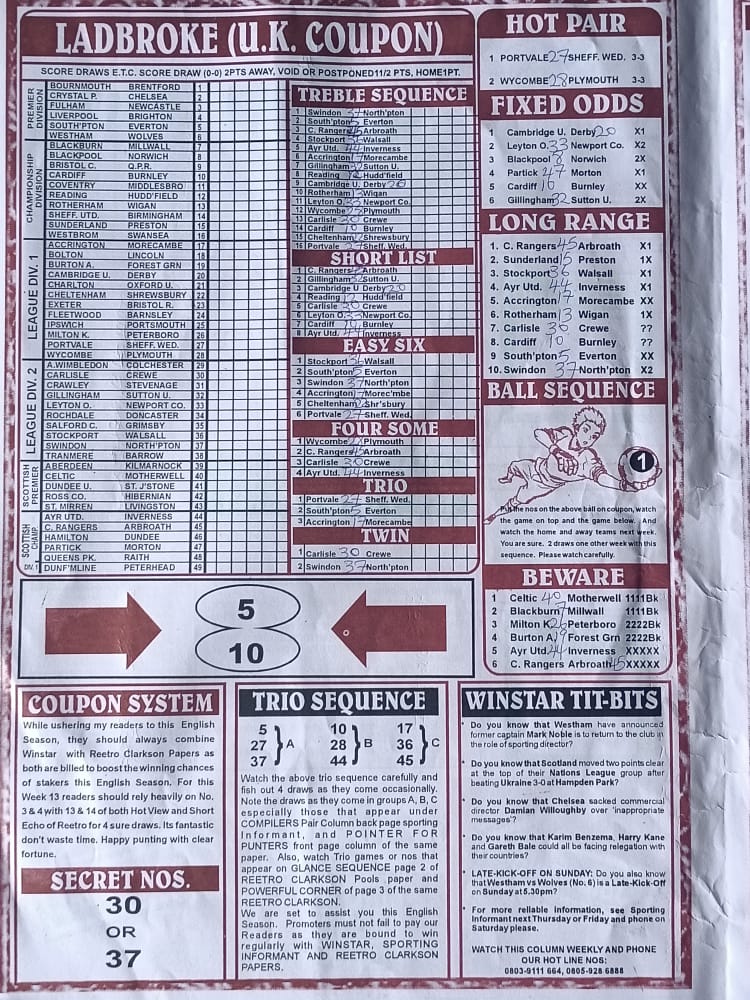 LADBROKE (U.K. COUPON)
SCORE DRAWS E.T.C. SCORE DRAW (0-0) 2PTS AWAY, VOID OR POSTPONED11/2 PTS, HOME1PT.
PREMIER DIVISION
BOURNMOUTH BRENTFORD 1
CRYSTAL P. CHELSEA 2
FULHAM NEWCASTLE 3
LIVERPOOL BRIGHTON 4
SOUTH'PTON EVERTON 5
WESTHAM WOLVES 6
CHAMPIONSHIP DIVISION
BLACKBURN MILLWALL 7
BLACKPOOL NORWICH 8
BRISTOL C. Q.P.R. 9
CARDIFF BURNLEY 10
COVENTRY MIDDLESBRO 11
READING HUDD'FIELD 12
ROTHERHAM WIGAN 13
SHEFF. UTD. BIRMINGHAM 14
SUNDERLAND PRESTON 15
WESTBROM SWANSEA 16
LEAGUE DIV. 1
ACCRINGTON MORECAMBE 17
BOLTON LINCOLN 18
BURTON A. FOREST GRN 19
CAMBRIDGE U. DERBY 20
CHARLTON OXFORD U. 21
CHELTENHAM SHREWSBURY 22
EXETER BRISTOL R. 23
FLEETWOOD BARNSLEY 24
IPSWICH PORTSMOUTH 25
MILTON K. PETERBORO 26
PORTVALE SHEFF.WED. 27
WYCOMBE PLYMOUTH 28
LEAGUE DIV. 2
A.WIMBLEDON COLCHESTER 29
CARLISLE CREWE 30
CRAWLEY STEVENAGE 31
GILLINGHAM SUTTON U. 32
LEYTON O. NEWPORT CO. 33
ROCHDALE DONCASTER 34
SALFORD C. GRIMSBY 35
STOCKPORT WALSALL 36
SWINDON NORTH'PTON 37
TRANMERE BARROW 38
SCOTTISH PREMIER
ABERDEEN KILMARNOCK 39
CELTIC MOTHERWELL 40
DUNDEE U. ST. J'STONE 41
ROSS CO. HIBERNIAN 42
ST. MIRREN LIVINGSTON 43
SCOTTISH CHAMP.
AYR UTD. INVERNESS 44
C. RANGERS ARBROATH 45
HAMILTON DUNDEE 46
PARTICK MORTON 47
QUEENS PK. RAITH 48
DIV. 1
DUNF'MLINE PETERHEAD 49
TREBLE SEQUENCE
1 Swindon 37 North'pton
2 South'pton 5 Everton
3 C. Rangers 45 Arbroath
4 Stockport 36 Walsall
5 Ayr Utd. 44 Inverness
6 Accrington 17 Morecambe
7 Gillingham 32 Sutton U.
8 Reading 12 Hudd'field
9 Cambridge U. Derby 20
10 Rotherham 13 Wigan
11 Leyton O. 33 Newport Co.
12 Wycombe 28 Plymouth
13 Carlisle 30 Crewe
14 Cardiff 10 Burnley
15 Cheltenham 22 Shrewsbury
16 Portvale 27 Sheff. Wed.
SHORT LIST
1 C. Rangers 45 Arbroath
2 Gillingham 32 Sutton U.
3 Cambridge U Derby 20
4 Reading 12 Hudd'field
5 Carlisle 30 Crewe
6 Leyton O. 33 Newport Co.
7 Cardiff 10 Burnley
8 Ayr Utd. 44 Inverness
EASY SIX
1 Stockport 36 Walsall
2 South'pton 5 Everton
3 Swindon 37 North'pton
4 Accrington 17 Morec'mbe
5 Cheltenham 22 Shr'sbury
6 Portvale 27 Sheff. Wed.
FOUR SOME
1 Wycombe 28 Plymouth
2 C. Rangers 45 Arbroath
3 Carlisle 30 Crewe
4 Ayr Utd. 44 Inverness
TRIO
1 Portvale 27 Sheff. Wed.
2 South'pton 5 Everton
3 Accrington 17 Morecambe
TWIN
1 Carlisle 30 Crewe
2 Swindon 37 North'pton
HOT PAIR
1 PORTVALE 27 SHEFF. WED. 3-3
2 WYCOMBE 28 PLYMOUTH 3-3
FIXED ODDS
1 Cambridge U. Derby 20 X1
2 Leyton O. 33 Newport Co. X2
3 Blackpool 8 Norwich 2X
4 Partick 47 Morton X1
5 Cardiff 10 Burnley XX
6 Gillingham 32 Sutton U. 2X
LONG RANGE
1. C. Rangers 45 Arbroath X1
2. Sunderland 15 Preston 1X
3. Stockport 36 Walsall X1
4. Ayr Utd. 44 Inverness X1
5. Accrington 17 Morecambe XX
6. Rotherham 13 Wigan 1X
7. Carlisle 30 Crewe ??
8. Cardiff 10 Burney ??
9 South'pton 5 Everton XX
10. Swindon 37 North'pton X2
BALL SEQUENCE
1
Put the nos on the above ball on coupon, watch
the game on top and the game below. And
watch the home and away teams next week.
You are sure. 2 draws one other week with this
sequence. Please watch carefully.
BEWARE
1 Celtic 40 Motherwell 1111Bk
2 Blackburn 7 Millwall 1111Bk
3 Milton K 26 Peterboro 2222Bk
4 Burton A 19 Forest Grn 2222Bk
5 Ayr Utd. 44 Inverness XXXXX
6 C. Rangers Arbroath 45 XXXXX
5
10
COUPON SYSTEM
While ushering my readers to this English
Season, they should always combine
Winstar with Reetro Clarkson Papers as
both are billed to boost the winning chances
of stakers this English Season. For this
Week 13 readers should rely heavily on No.
3 & 4 with 13 & 14 of both Hot View and Short
Echo of Reetro for 4 sure draws. Its fantastic
don't waste time. Happy punting with clear
fortune.
SECRET NOS.
30
OR
37
TRIO SEQUENCE
5 10 17
27 A 28 B 36 C
37 44 45
Watch the above trio sequence carefully and
fish out 4 draws as they come occasionally.
Note the draws as they come in groups A, B, C
especially those that appear under
COMPILERS Pair Column back page sporting
Informant, and POINTER FOR
PUNTERS front page column of the same
paper. Also, watch Trio games or nos that
appear on GLANCE SEQUENCE page 2 of
REETRO CLARKSON Pools paper and
POWERFUL CORNER of page 3 of the same
REETRO CLARKSON.
We are set to assist you this English
Season. Promoters must not fail to pay our
Readers as they are bound to win
regularly with WINSTAR, SPORTING
INFORMANT AND REETRO CLARKSON
PAPERS.
WINSTAR TIT-BITS
* Do you know that Westham have announced
former captain Mark Noble is to return to the club in
the role of sporting director?
* Do you know that Scotland moved two points clear
at the top of their Nations League group after
beating Ukraine 3-0 at Hampden Park?
* Do you know that Chelsea sacked commercial
director Damian Willoughby over 'inappropriate
messages'?
* Do you know that Karim Benzema, Harry Kane
and Gareth Bale could all be facing relegation with
their countries?
* LATE-KICK-OFF ON SUNDAY: Do you also know
that Westham vs Wolves (No. 6) is a Late-Kick-Off
on Sunday at 5.30pm?
* For more reliable information, see Sporting
Informant next Thursday or Friday and phone on
Saturday please.
WATCH THIS COLUMN WEEKLY AND PHONE
OUR HOT LINE NOS:
0803-9111 664, 0805-928 6888